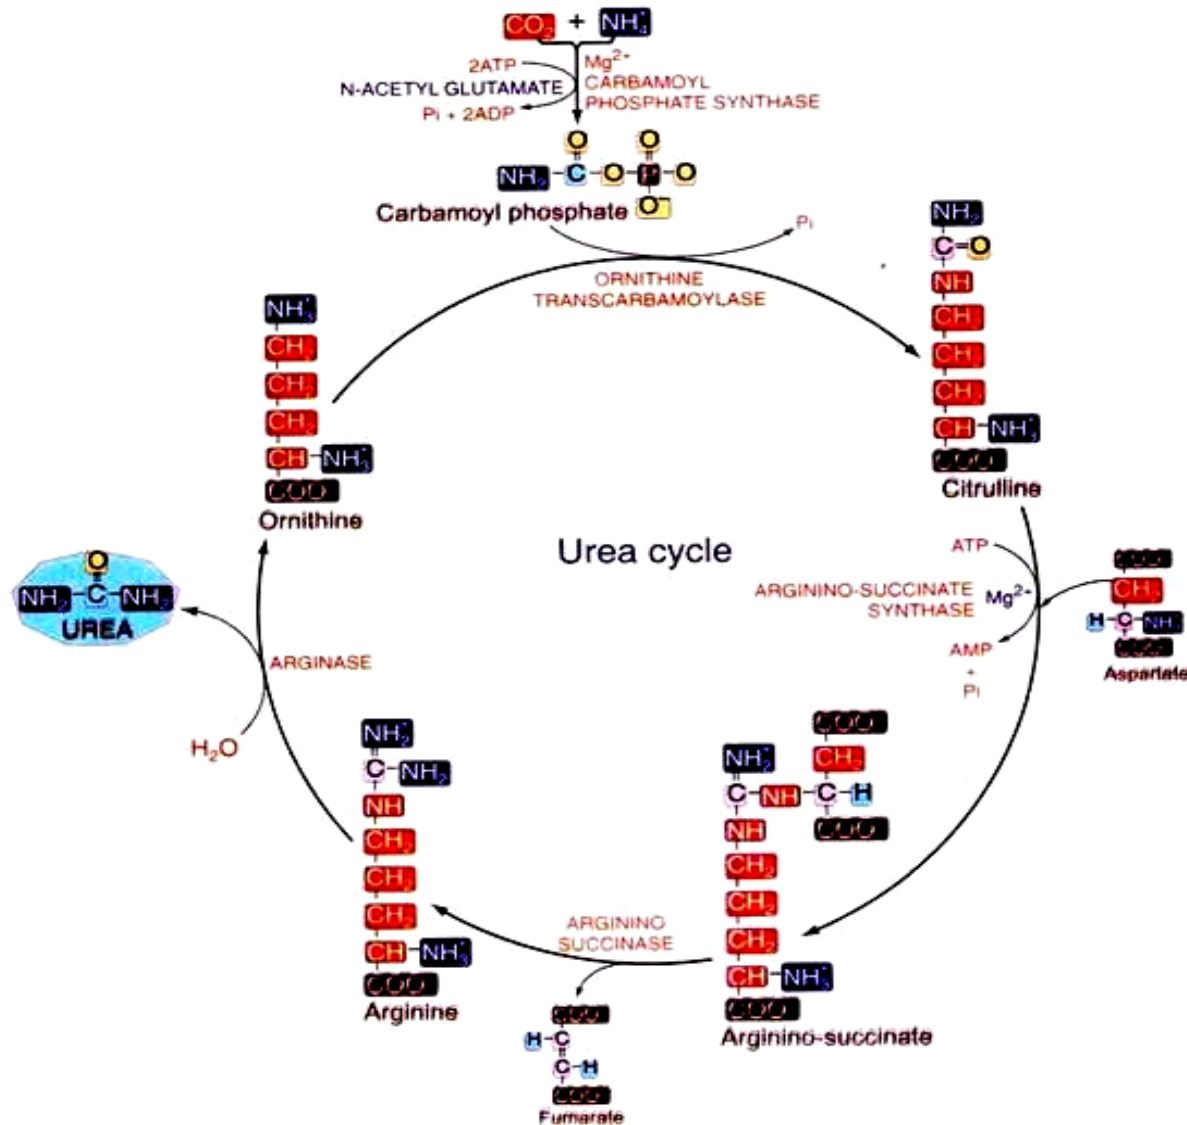 CO₂ + NH₄⁺
2ATP
Mg²⁺
N-ACETYL GLUTAMATE
CARBAMOYL
PHOSPHATE SYNTHASE
Pi + 2ADP
O
O
NH₂ C O P O
O⁻
Carbamoyl phosphate
Pi
ORNITHINE
TRANSCARBAMOYLASE
NH₂
C=O
NH
CH₂
CH₂
CH₂
CH-NH₃⁺
COO⁻
Citrulline
NH₃⁺
CH₂
CH₂
CH₂
CH-NH₃⁺
COO⁻
Ornithine
Urea cycle
ATP
ARGININO-SUCCINATE
SYNTHASE
Mg²⁺
AMP
+
Pi
COO⁻
CH₂
H-C-NH
COO⁻
Aspartate
O
NH₂-C-NH₂
UREA
ARGINASE
H₂O
NH₂⁺
C-NH₂
NH
CH₂
CH₂
CH₂
CH-NH₃⁺
COO⁻
Arginine
ARGININO
SUCCINASE
COO⁻
CH₂
NH₂⁺
C-NH-C-H
COO⁻
NH
CH₂
CH₂
CH₂
CH-NH₃⁺
COO⁻
Arginino-succinate
COO⁻
H-C
C-H
COO⁻
Fumarate